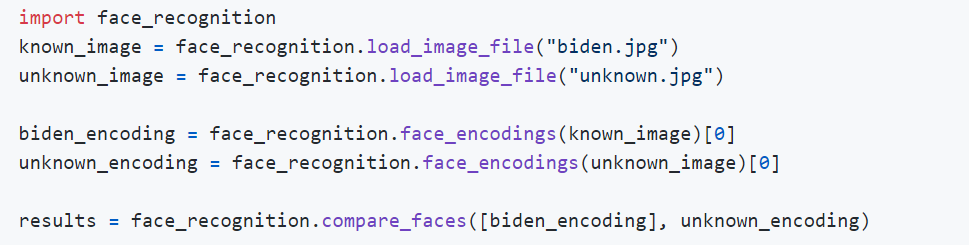 import face_recognition
known_image = face_recognition.load_image_file("biden.jpg")
unknown_image = face_recognition.load_image_file("unknown.jpg")
biden_encoding = face_recognition.face_encodings(known_image)[0]
unknown_encoding = face_recognition.face_encodings(unknown_image)[0]
results = face_recognition.compare_faces([biden_encoding], unknown_encoding)